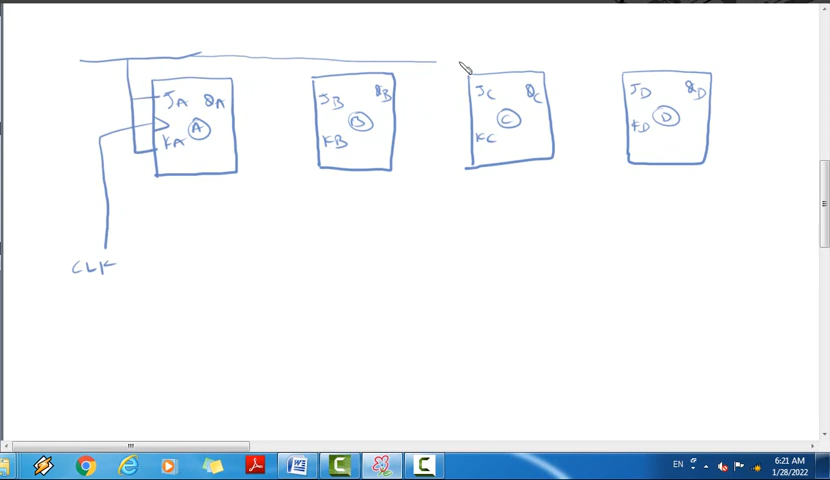 JA QA
A
KA
JB QB
B
KB
JC QC
C
KC
JD QD
D
KD
CLK
EN
6:21 AM
1/28/2022